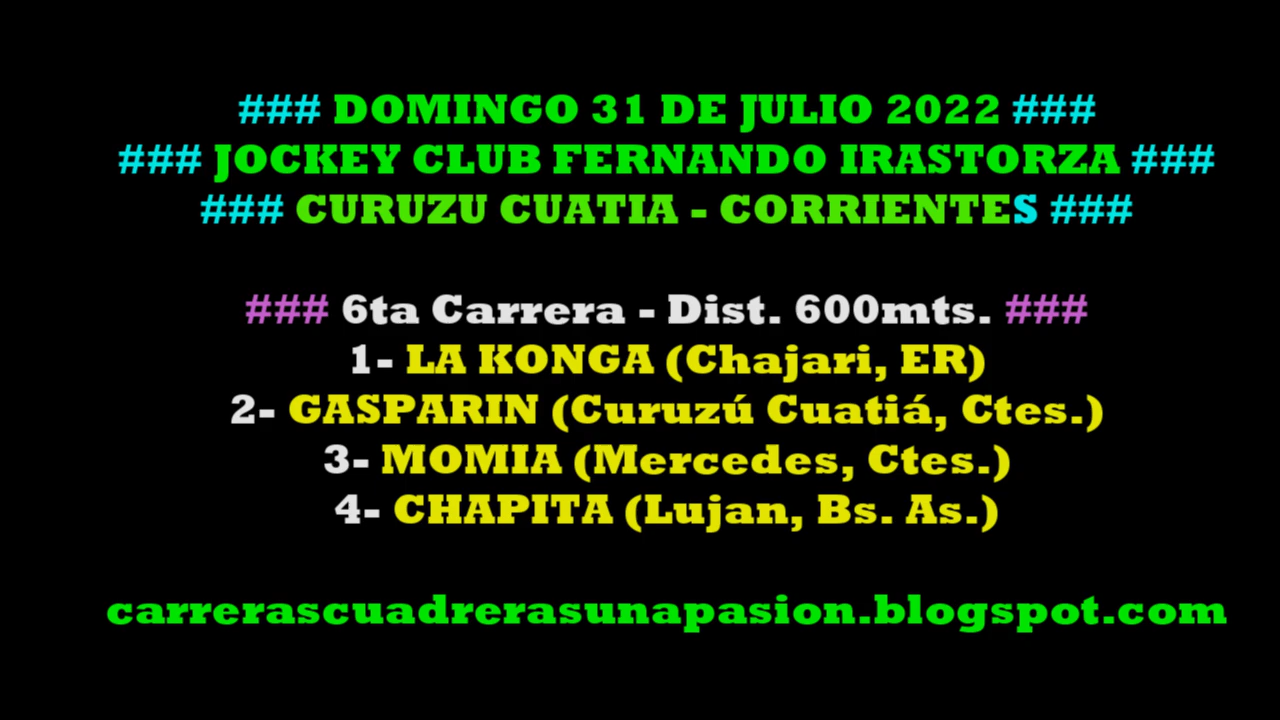 ### DOMINGO 31 DE JULIO 2022 ###
### JOCKEY CLUB FERNANDO IRASTORZA ###
### CURUZU CUATIA - CORRIENTES ###
### 6ta Carrera - Dist. 600mts. ###
1- LA KONGA (Chajari, ER)
2- GASPARIN (Curuzú Cuatiá, Ctes.)
3- MOMIA (Mercedes, Ctes.)
4- CHAPITA (Lujan, Bs. As.)
carrerascuadrerasunapasion.blogspot.com